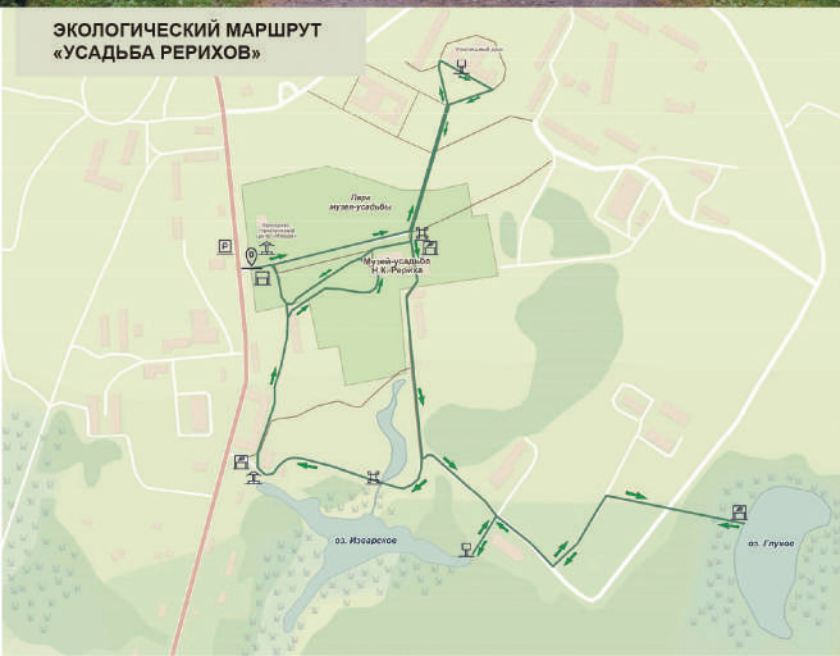 ЭКОЛОГИЧЕСКИЙ МАРШРУТ
«УСАДЬБА РЕРИХОВ»
Парк
музея-усадьбы
P
Музей-усадьба
Н.К. Рериха
оз. Изварское
оз. Глухое